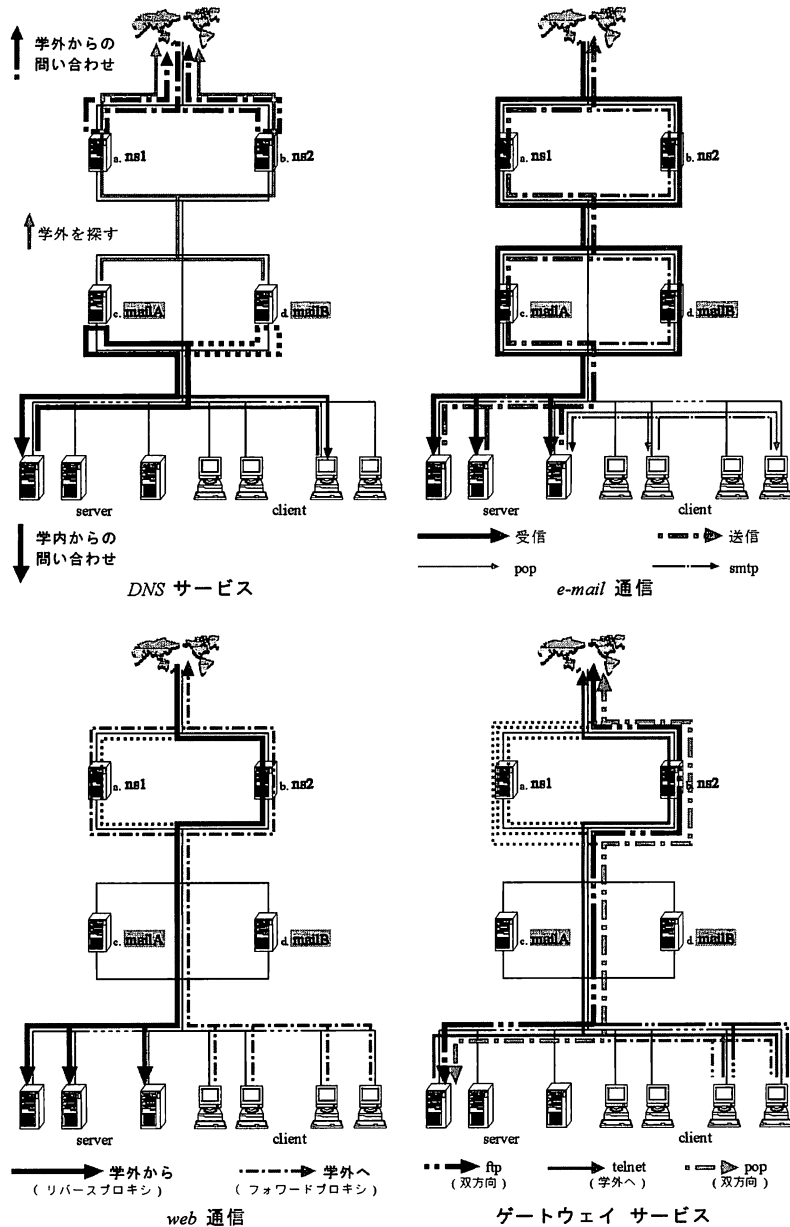 学外からの
問い合わせ
a. ns1
b. ns2
学外を探す
c. mailA
d. mailB
server
client
学内からの
問い合わせ
DNS サービス
a. ns1
b. ns2
c. mailA
d. mailB
server
client
受信
送信
pop
smtp
e-mail 通信
a. ns1
b. ns2
c. mailA
d. mailB
server
client
学外から
(リバースプロキシ)
学外へ
(フォワードプロキシ)
web 通信
a. ns1
ns2
c. mailA
d. mailB
server
client
ftp
(双方向)
telnet
(学外へ)
pop
(双方向)
ゲートウェイ サービス